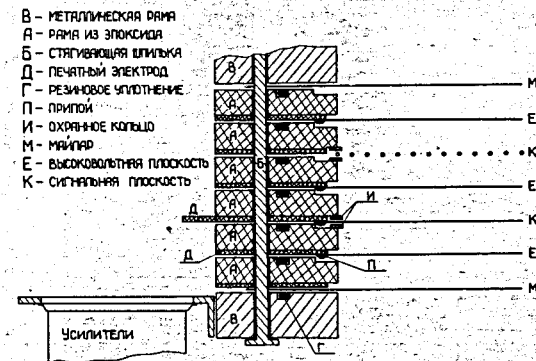 В – МЕТАЛЛИЧЕСКАЯ РАМА
А – РАМА ИЗ ЭПОКСИДА
Б – СТЯГИВАЮЩАЯ ШПИЛЬКА
Д – ПЕЧАТНЫЙ ЭЛЕКТРОД
Г – РЕЗИНОВОЕ УПЛОТНЕНИЕ
П – ПРИПОЙ
И – ОХРАННОЕ КОЛЬЦО
М – МАЙЛАР
Е – ВЫСОКОВОЛЬТНАЯ ПЛОСКОСТЬ
К – СИГНАЛЬНАЯ ПЛОСКОСТЬ
В
М
А
Е
А
К
А
Б
Е
И
Д
А
К
А
Д
Е
П
А
М
В
Г
УСИЛИТЕЛИ